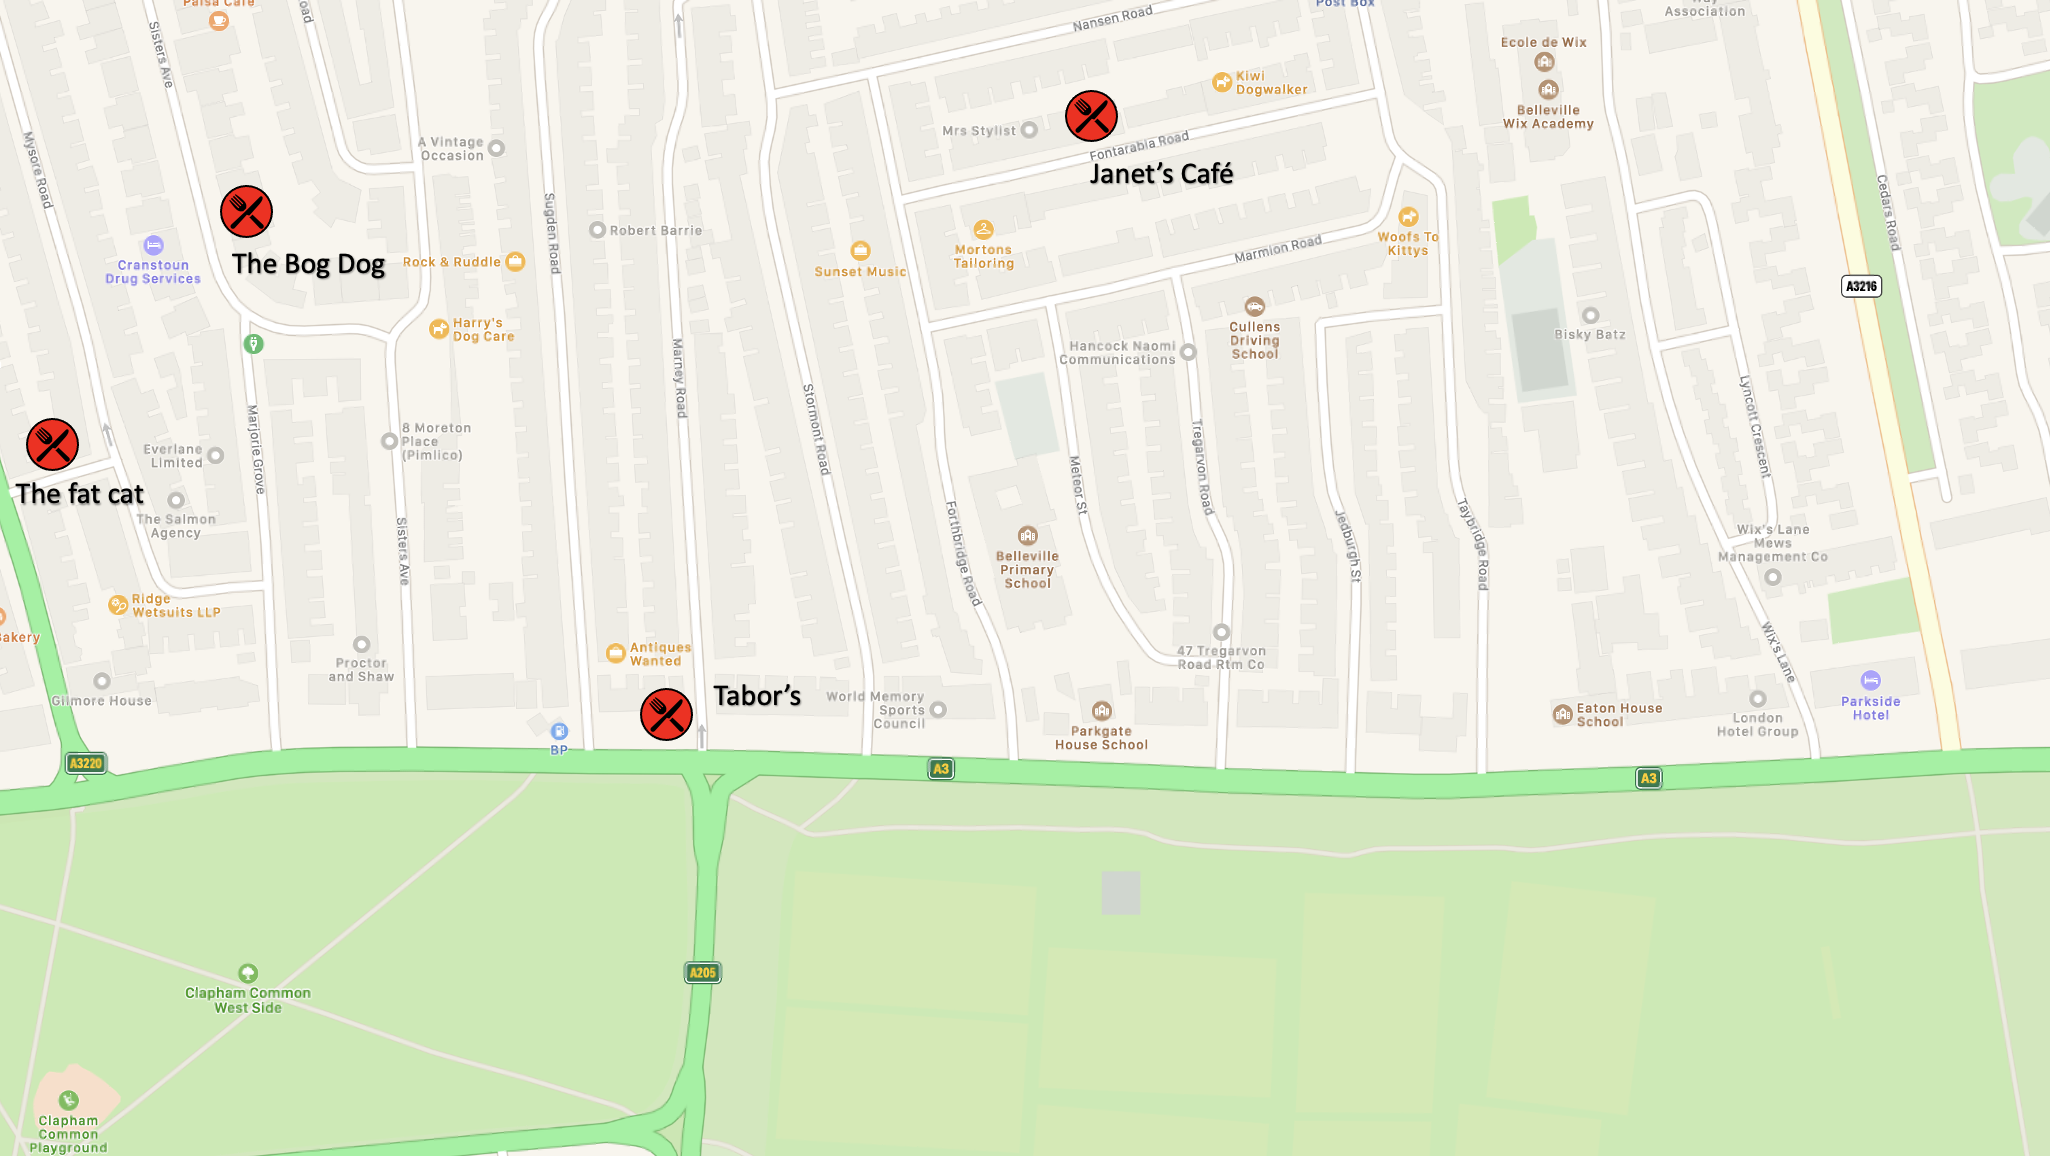 Paisa Café
Sisters Ave
Nansen Road
Post Box
Association
Ecole de Wix
Belleville
Wix Academy
Kiwi
Dogwalker
Mrs Stylist
Fontarabia Road
Janet's Café
A Vintage
Occasion
Mysore Road
The Bog Dog
Cranstoun
Drug Services
Rock & Ruddle
Sugden Road
Robert Barrie
Sunset Music
Mortons
Tailoring
Marmion Road
Woofs To
Kittys
Cedars Road
A3216
Harry's
Dog Care
Cullens
Driving
School
Hancock Naomi
Communications
Bisky Batz
Marney Road
Stormont Road
Lyncott Crescent
Marjorie Grove
8 Moreton
Place
(Pimlico)
Everlane
Limited
The fat cat
The Salmon
Agency
Sisters Ave
Meteor St
Tregarvon Road
Forthbridge Road
Jedburgh St
Taybridge Road
Belleville
Primary
School
Wix's Lane
Mews
Management Co
Ridge
Wetsuits LLP
Bakery
Proctor
and Shaw
Antiques
Wanted
47 Tregarvon
Road Rtm Co
Wix's Lane
Gilmore House
Tabor's
World Memory
Sports
Council
Parkgate
House School
Eaton House
School
London
Hotel Group
Parkside
Hotel
BP
A3220
A3
A3
A205
Clapham Common
West Side
Clapham
Common
Playground